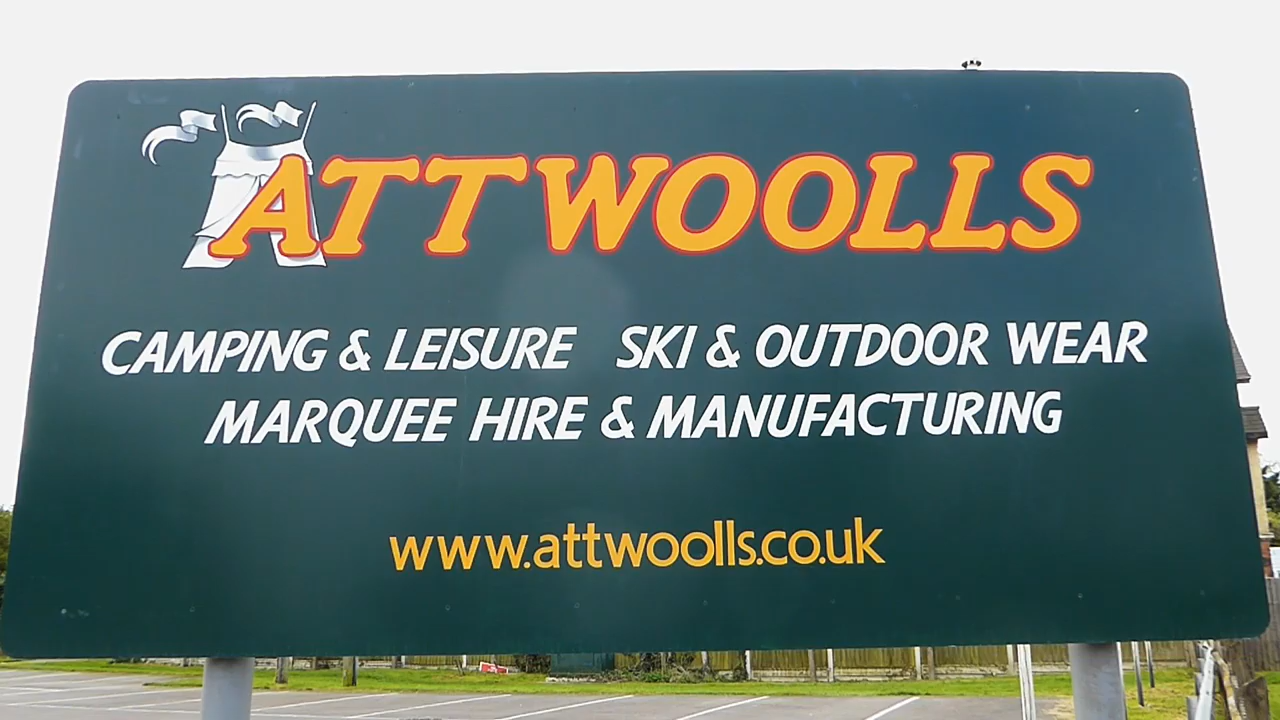 ATTWOOLLS
CAMPING & LEISURE SKI & OUTDOOR WEAR
MARQUEE HIRE & MANUFACTURING
www.attwoolls.co.uk